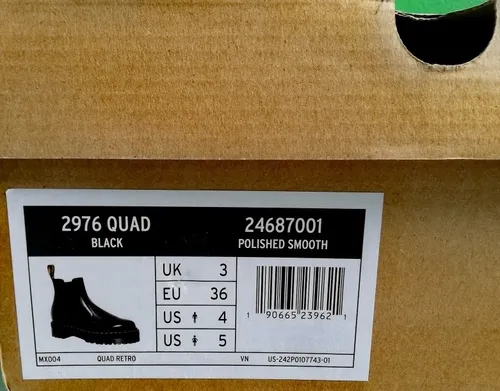 2976 QUAD
BLACK
24687001
POLISHED SMOOTH
UK 3
EU 36
US 4
US 5
1 90665 23962 1
MX004 QUAD RETRO VN US-242P0107743-01